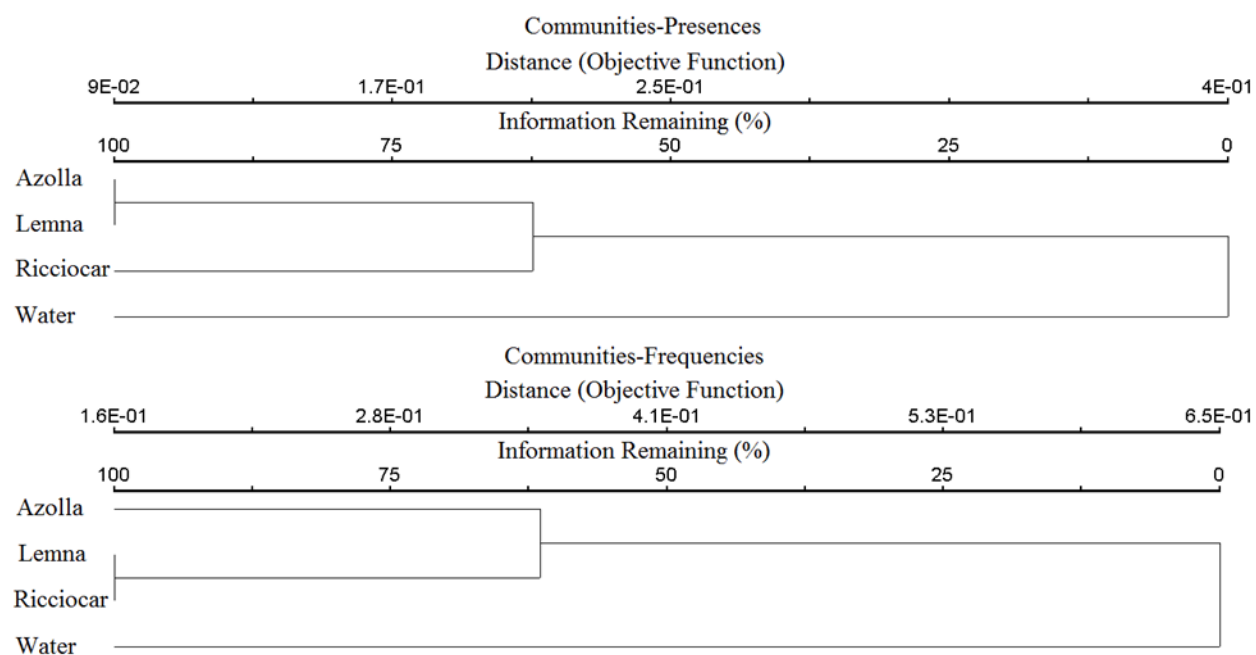 Communities-Presences
Distance (Objective Function)
9E-02 1.7E-01 2.5E-01 4E-01
Information Remaining (%)
100 75 50 25 0
Azolla
Lemna
Ricciocar
Water
Communities-Frequencies
Distance (Objective Function)
1.6E-01 2.8E-01 4.1E-01 5.3E-01 6.5E-01
Information Remaining (%)
100 75 50 25 0
Azolla
Lemna
Ricciocar
Water